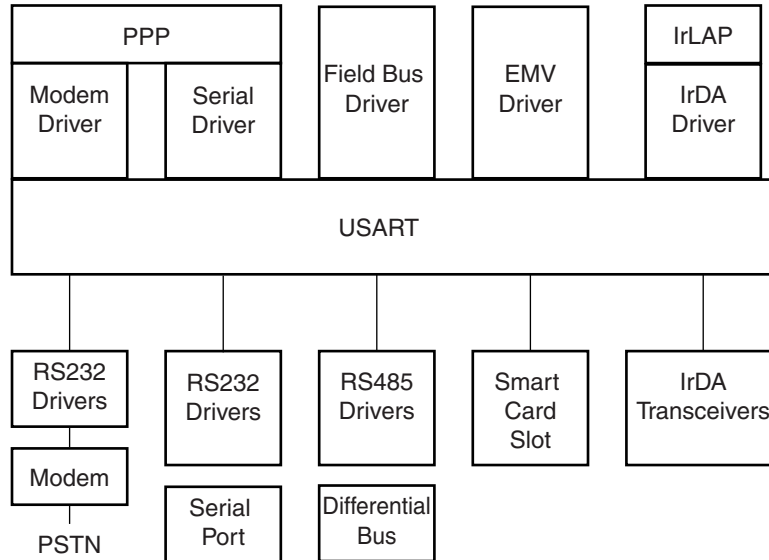 PPP
IrLAP
Modem
Driver
Serial
Driver
Field Bus
Driver
EMV
Driver
IrDA
Driver
USART
RS232
Drivers
RS232
Drivers
RS485
Drivers
Smart
Card
Slot
IrDA
Transceivers
Modem
Serial
Port
Differential
Bus
PSTN